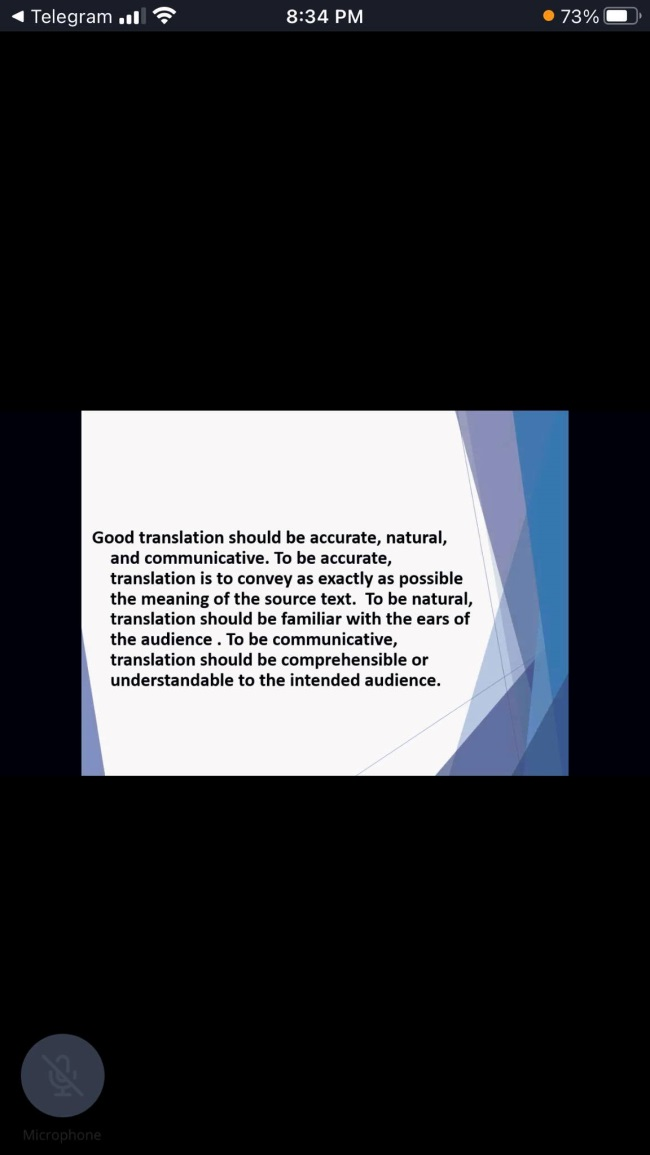 ◄ Telegram 8:34 PM 73%
Good translation should be accurate, natural,
and communicative. To be accurate,
translation is to convey as exactly as possible
the meaning of the source text.  To be natural,
translation should be familiar with the ears of
the audience . To be communicative,
translation should be comprehensible or
understandable to the intended audience.
Microphone